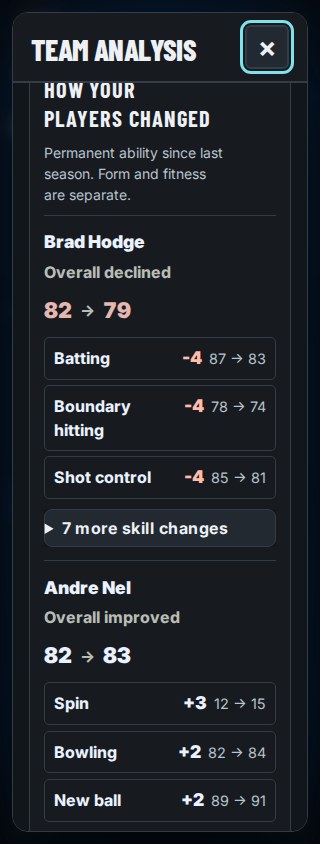 TEAM ANALYSIS ×
HOW YOUR
PLAYERS CHANGED
Permanent ability since last
season. Form and fitness
are separate.
Brad Hodge
Overall declined
82 → 79
Batting -4 87 → 83
Boundary -4 78 → 74
hitting
Shot control -4 85 → 81
▶ 7 more skill changes
Andre Nel
Overall improved
82 → 83
Spin +3 12 → 15
Bowling +2 82 → 84
New ball +2 89 → 91